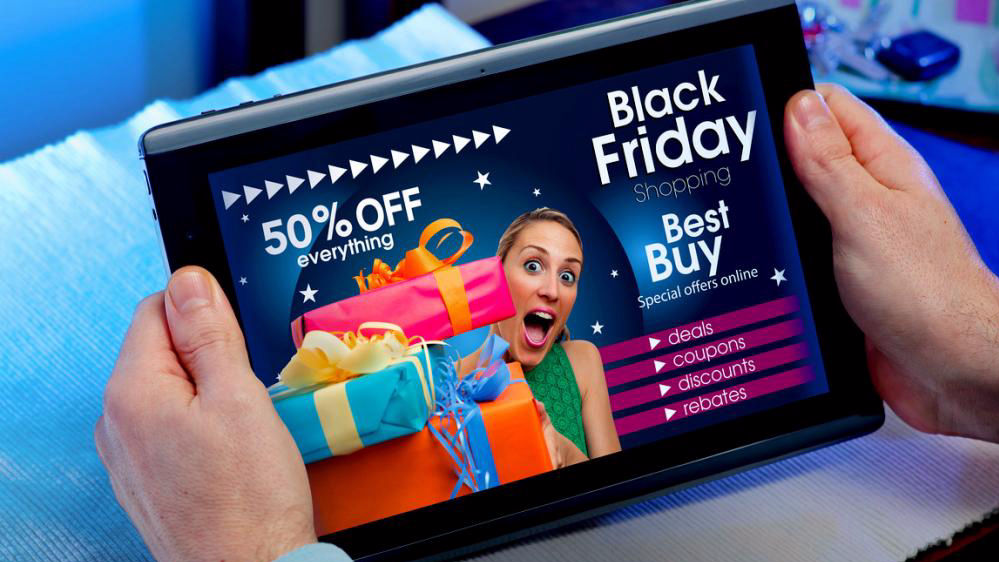 50% OFF
everything
Black
Friday
Shopping
Best
Buy
Special offers online
deals
coupons
discounts
rebates